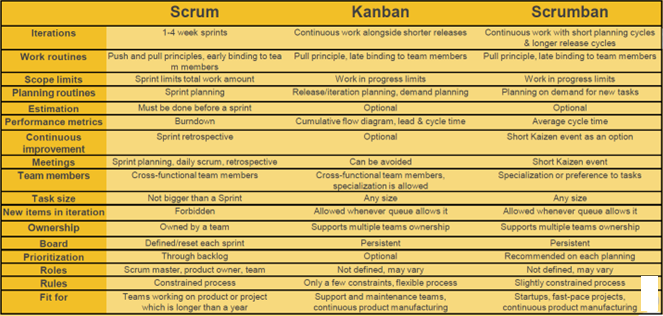 Scrum Kanban Scrumban
Iterations 1-4 week sprints Continuous work alongside shorter releases Continuous work with short planning cycles
& longer release cycles
Work routines Push and pull principles, early binding to tea Pull principle, late binding to team members Pull principle, late binding to team members
m members
Scope limits Sprint limits total work amount Work in progress limits Work in progress limits
Planning routines Sprint planning Release/iteration planning, demand planning Planning on demand for new tasks
Estimation Must be done before a sprint Optional Optional
Performance metrics Burndown Cumulative flow diagram, lead & cycle time Average cycle time
Continuous Sprint retrospective Optional Short Kaizen event as an option
improvement
Meetings Sprint planning, daily scrum, retrospective Can be avoided Short Kaizen event
Team members Cross-functional team members Cross-functional team members, Specialization or preference to tasks
specialization is allowed
Task size Not bigger than a Sprint Any size Any size
New items in iteration Forbidden Allowed whenever queue allows it Allowed whenever queue allows it
Ownership Owned by a team Supports multiple teams ownership Supports multiple teams ownership
Board Defined/reset each sprint Persistent Persistent
Prioritization Through backlog Optional Recommended on each planning
Roles Scrum master, product owner, team Not defined, may vary Not defined, may vary
Rules Constrained process Only a few constraints, flexible process Slightly constrained process
Fit for Teams working on product or project Support and maintenance teams, Startups, fast-pace projects,
which is longer than a year continuous product manufacturing continuous product manufacturing